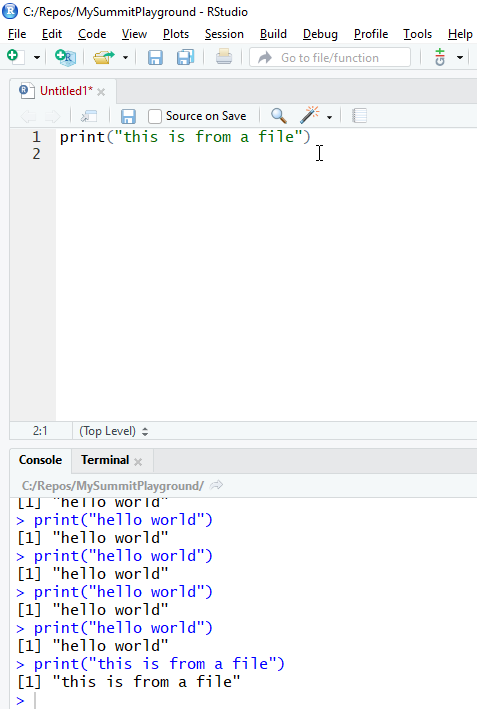 C:/Repos/MySummitPlayground - RStudio
File Edit Code View Plots Session Build Debug Profile Tools Help
Go to file/function
Untitled1*
Source on Save
1 print("this is from a file")
2
2:1 (Top Level)
Console Terminal
C:/Repos/MySummitPlayground/
[1] "hello world"
> print("hello world")
[1] "hello world"
> print("hello world")
[1] "hello world"
> print("hello world")
[1] "hello world"
> print("hello world")
[1] "hello world"
> print("this is from a file")
[1] "this is from a file"
>